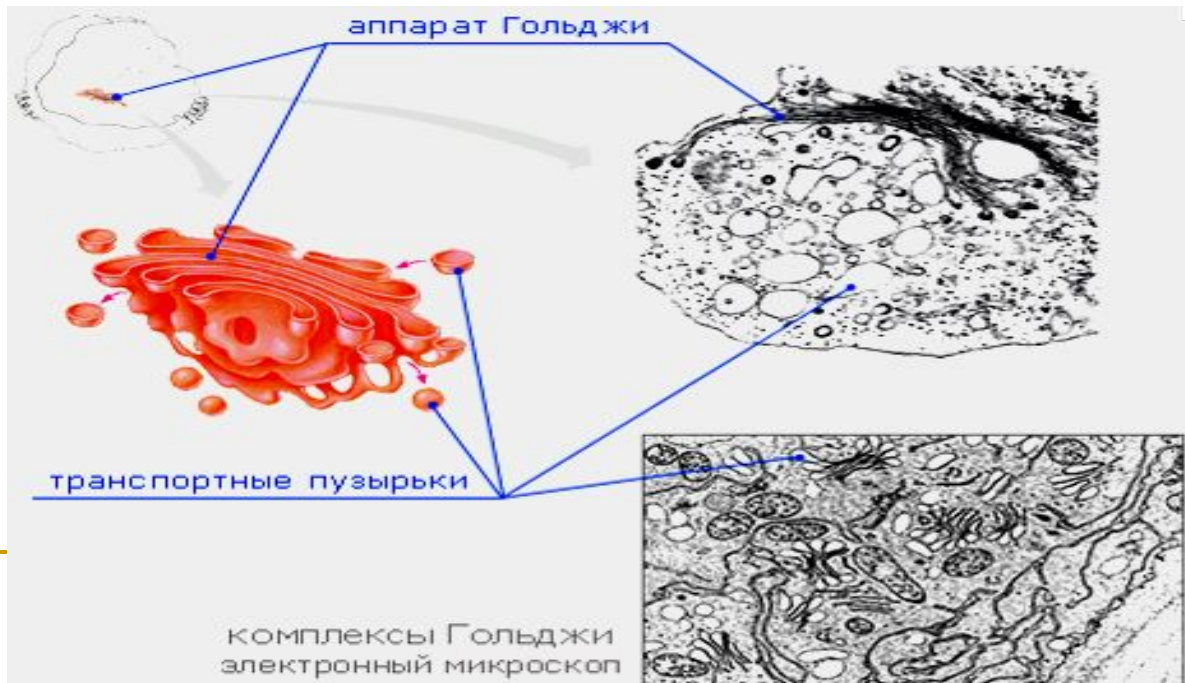 аппарат Гольджи
транспортные пузырьки
комплексы Гольджи
электронный микроскоп